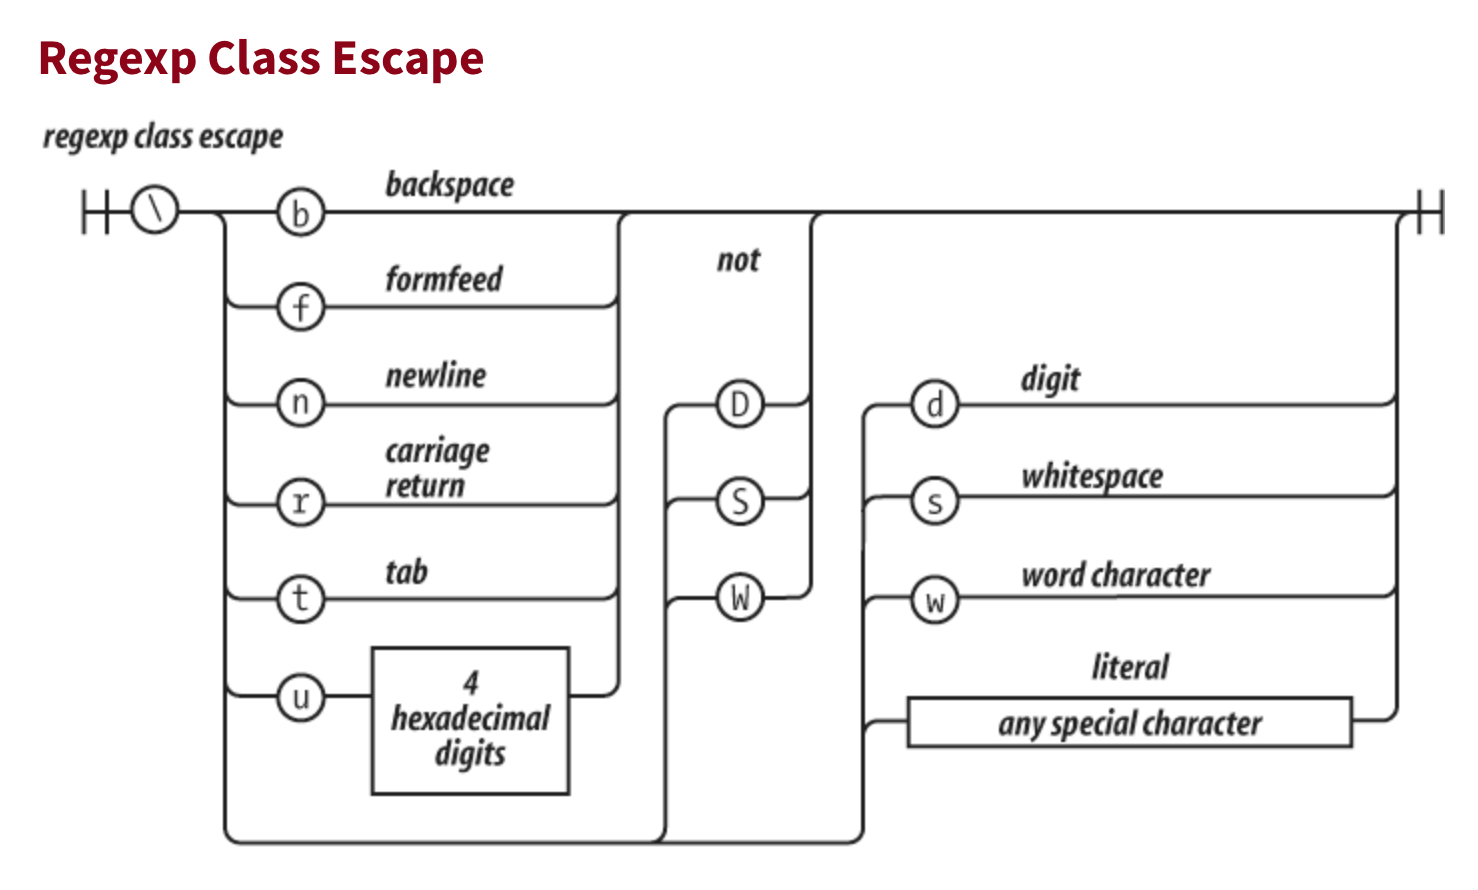 Regexp Class Escape
regexp class escape
\
b
backspace
f
formfeed
n
newline
r
carriage
return
t
tab
u
4
hexadecimal
digits
not
D
S
W
d
digit
s
whitespace
w
word character
literal
any special character